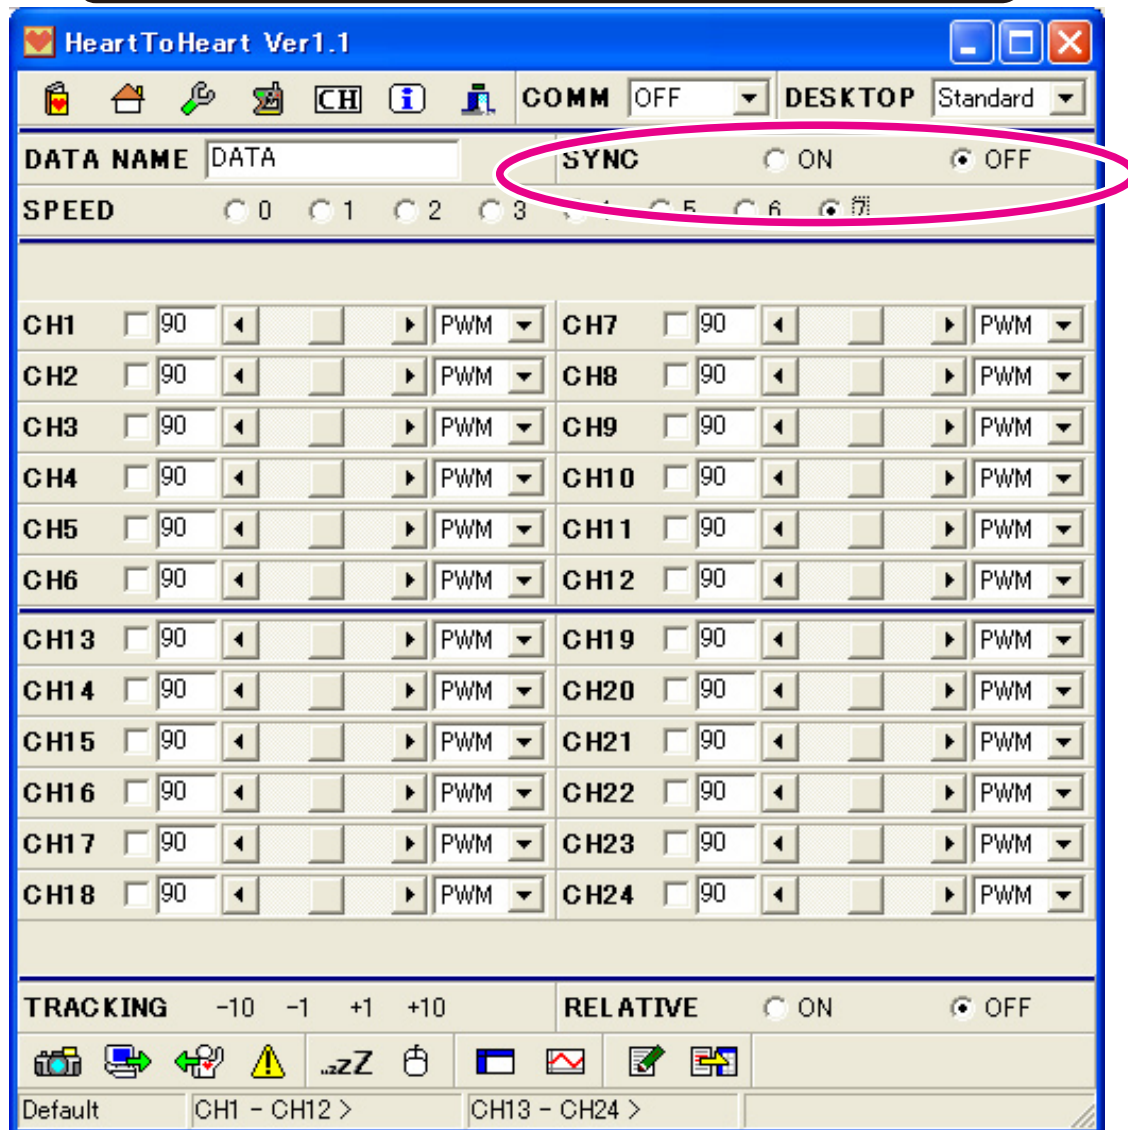 HeartToHeart Ver1.1
CH COMM OFF DESKTOP Standard
DATA NAME DATA SYNC ON OFF
SPEED 0 1 2 3 4 5 6 7
CH1 90 PWM CH7 90 PWM
CH2 90 PWM CH8 90 PWM
CH3 90 PWM CH9 90 PWM
CH4 90 PWM CH10 90 PWM
CH5 90 PWM CH11 90 PWM
CH6 90 PWM CH12 90 PWM
CH13 90 PWM CH19 90 PWM
CH14 90 PWM CH20 90 PWM
CH15 90 PWM CH21 90 PWM
CH16 90 PWM CH22 90 PWM
CH17 90 PWM CH23 90 PWM
CH18 90 PWM CH24 90 PWM
TRACKING -10 -1 +1 +10 RELATIVE ON OFF
..zzZ
Default CH1 - CH12 > CH13 - CH24 >